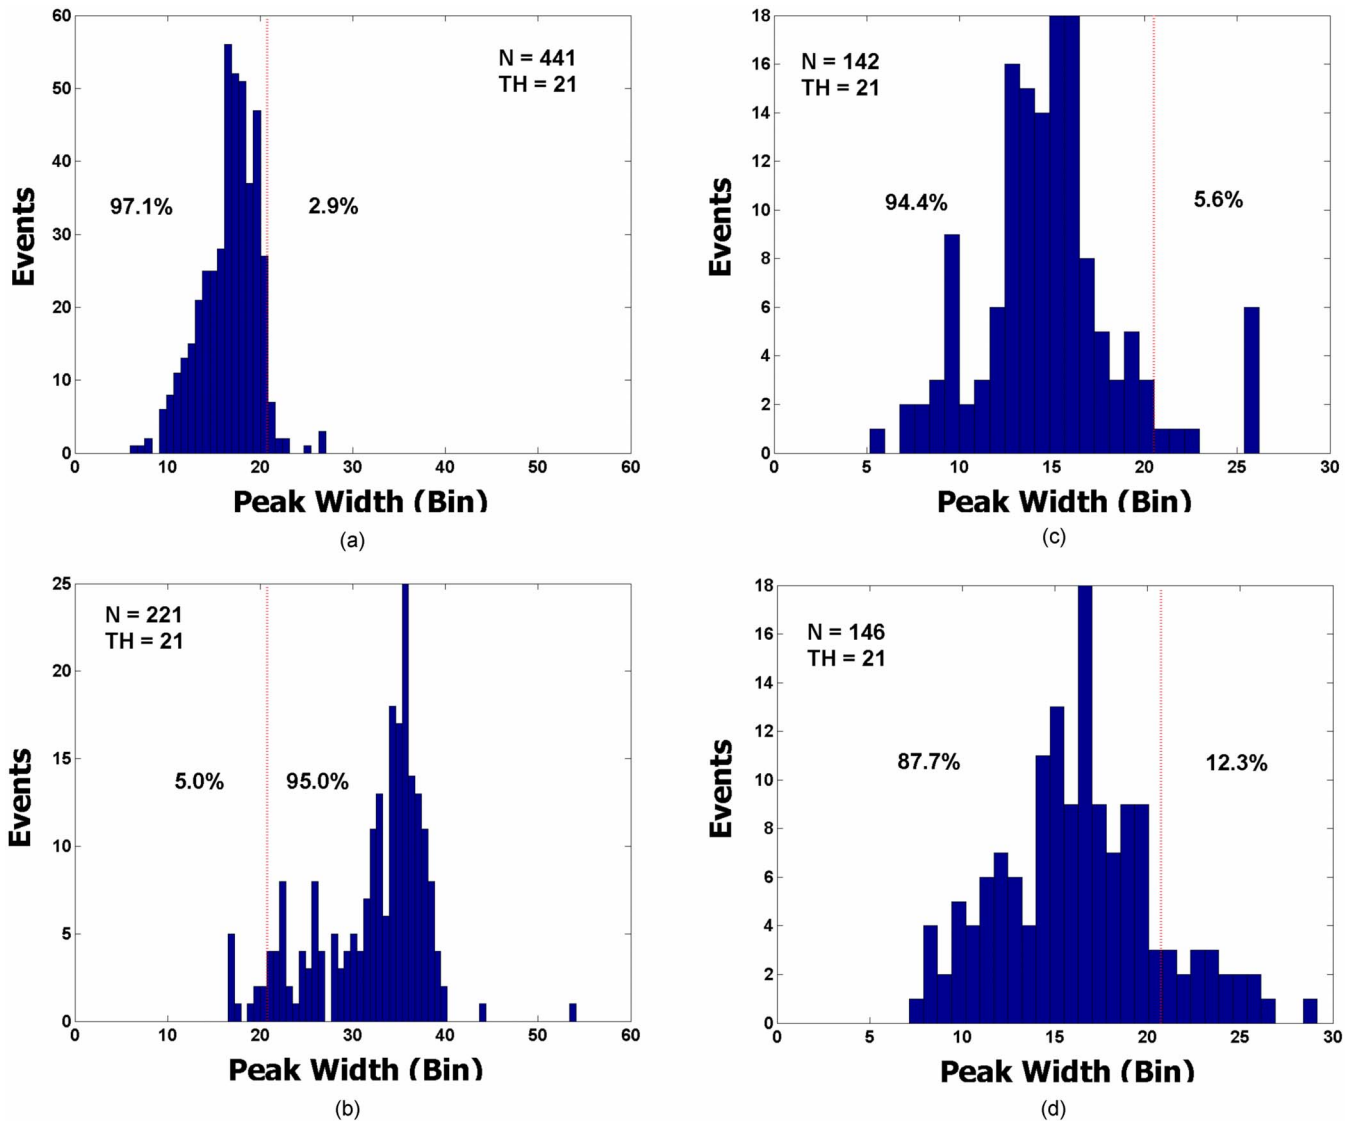 60
50
40
30
20
10
0
N = 441
TH = 21
97.1%
2.9%
Events
0 10 20 30 40 50 60
Peak Width (Bin)
(a)
18
16
14
12
10
8
6
4
2
0
N = 142
TH = 21
94.4%
5.6%
Events
0 5 10 15 20 25 30
Peak Width (Bin)
(c)
25
20
15
10
5
0
N = 221
TH = 21
5.0%
95.0%
Events
0 10 20 30 40 50 60
Peak Width (Bin)
(b)
18
16
14
12
10
8
6
4
2
0
N = 146
TH = 21
87.7%
12.3%
Events
0 5 10 15 20 25 30
Peak Width (Bin)
(d)